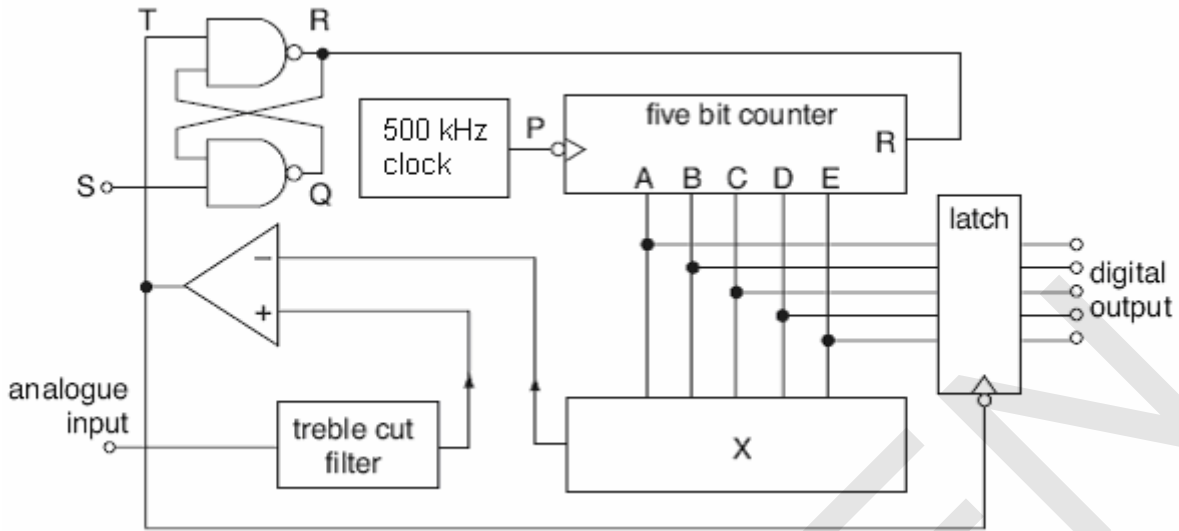 T
R
500 kHz
clock
P
five bit counter
R
A B C D E
S
Q
latch
digital
output
−
+
analogue
input
treble cut
filter
X